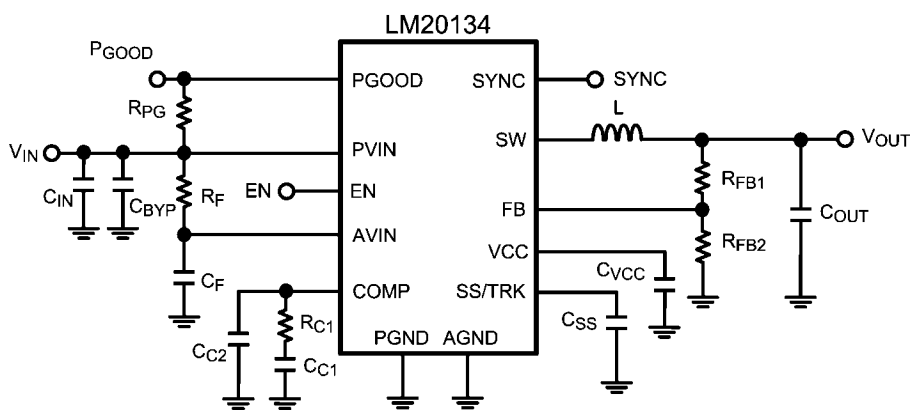 LM20134
PGOOD
PGOOD
SYNC
SYNC
RPG
L
VIN
PVIN
SW
VOUT
CIN
CBYP
RF
EN
EN
RFB1
FB
COUT
AVIN
RFB2
VCC
CF
CVCC
COMP
SS/TRK
RC1
CSS
CC2
PGND
AGND
CC1